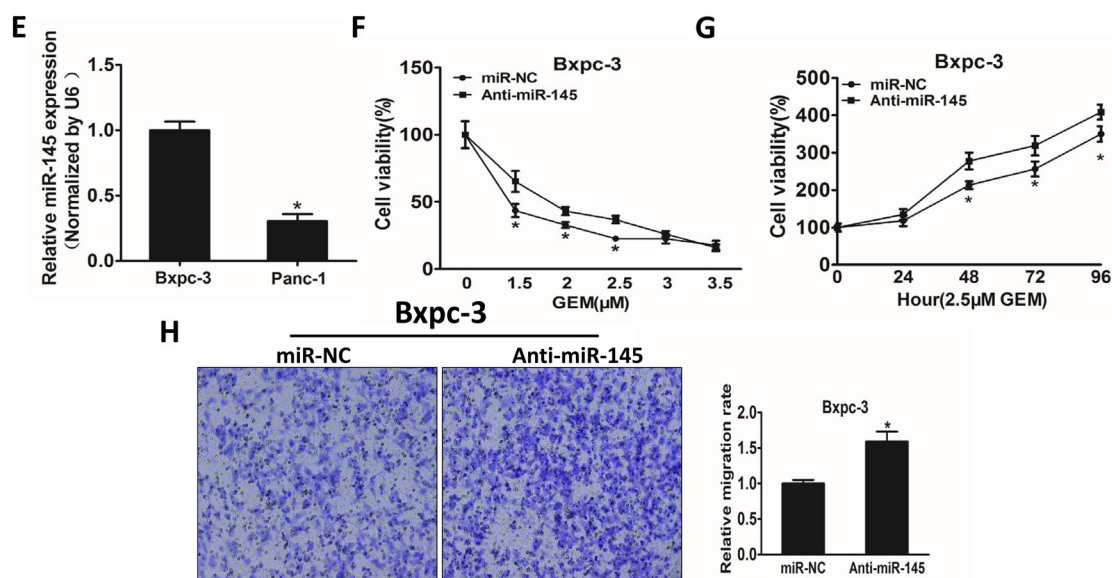 E
Relative miR-145 expression
(Normalized by U6 )
1.5
1.0
0.5
0.0
*
Bxpc-3
Panc-1
F
Bxpc-3
miR-NC
Anti-miR-145
Cell viability(%)
150
100
50
0
*
*
*
0
1.5
2
2.5
3
3.5
GEM(μM)
G
Bxpc-3
miR-NC
Anti-miR-145
Cell viability(%)
500
400
300
200
100
0
*
*
*
0
24
48
72
96
Hour(2.5μM GEM)
H
Bxpc-3
miR-NC
Anti-miR-145
Bxpc-3
Relative migration rate
2.0
1.5
1.0
0.5
0.0
*
miR-NC
Anti-miR-145